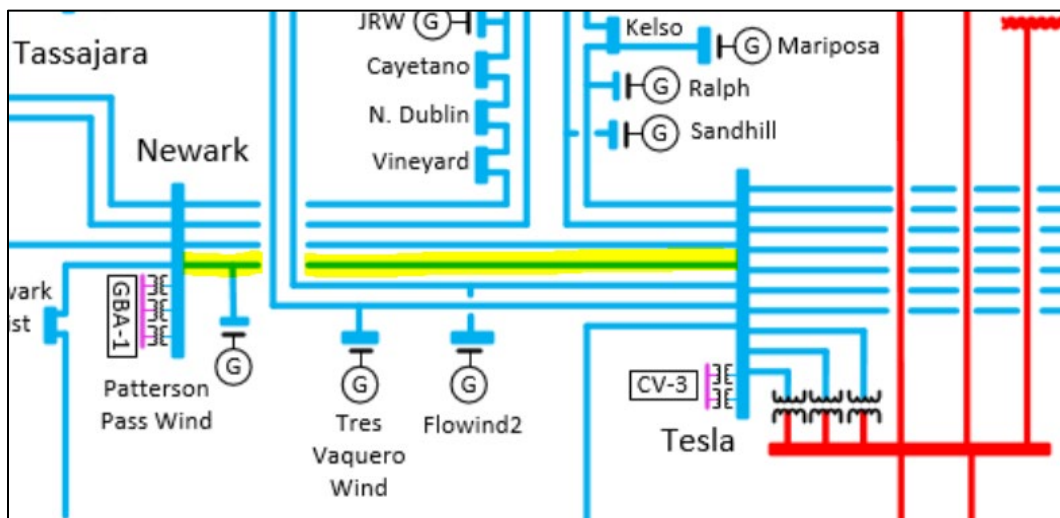 JRW G
Kelso
G Mariposa
Tassajara
Cayetano
G Ralph
N. Dublin
G Sandhill
Newark
Vineyard
wark
ist
GBA-1
G
Patterson
Pass Wind
G
Tres
Vaquero
Wind
G
Flowind2
CV-3
Tesla